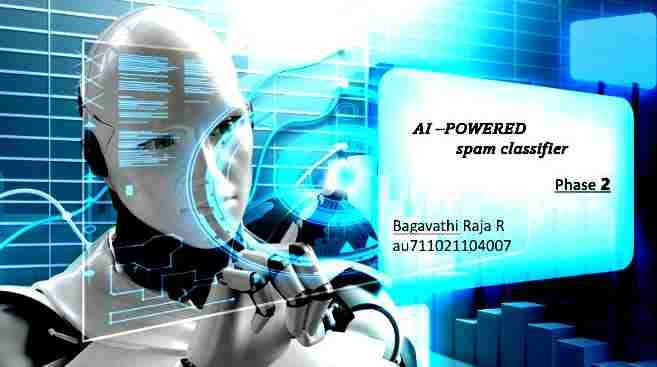 AI –POWERED
spam classifier
Phase 2
Bagavathi Raja R
au711021104007